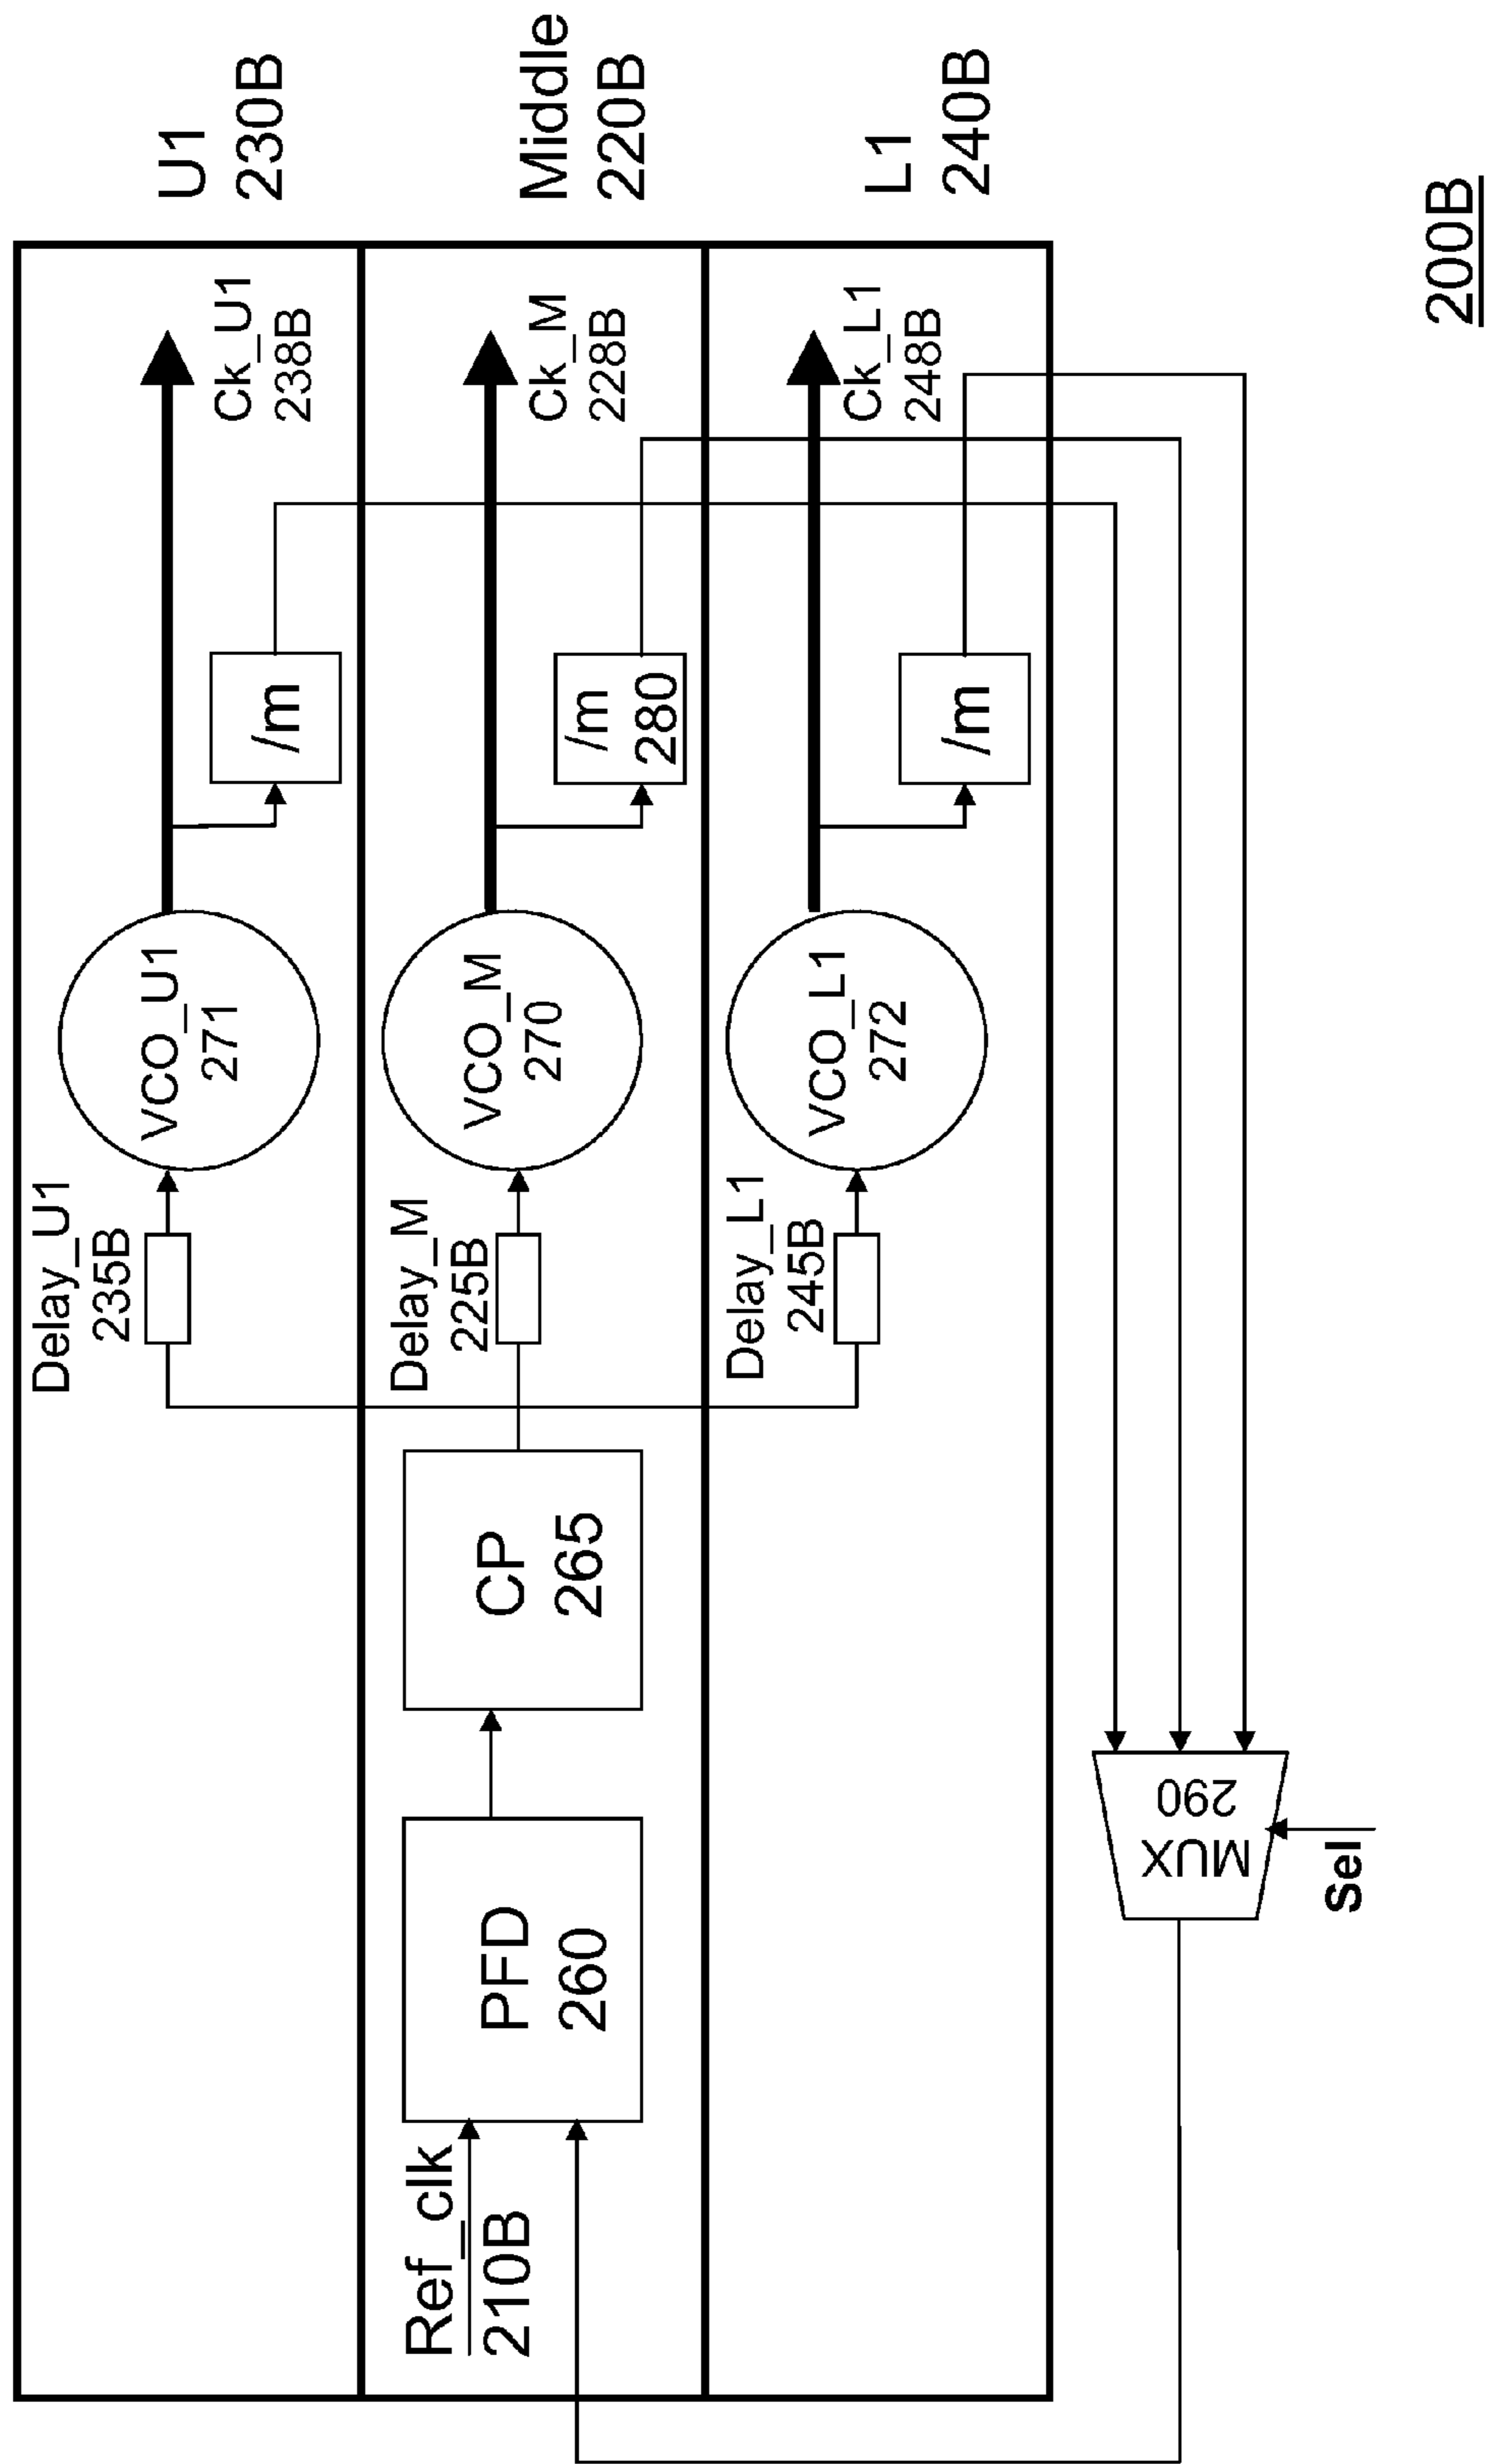 U1
230B
Delay_U1
235B
VCO_U1
271
/m
Ck_U1
238B
Middle
220B
Ref_clk
210B
PFD
260
CP
265
Delay_M
225B
VCO_M
270
/m
280
Ck_M
228B
L1
240B
Delay_L1
245B
VCO_L1
272
/m
Ck_L1
248B
MUX
290
Sel
200B